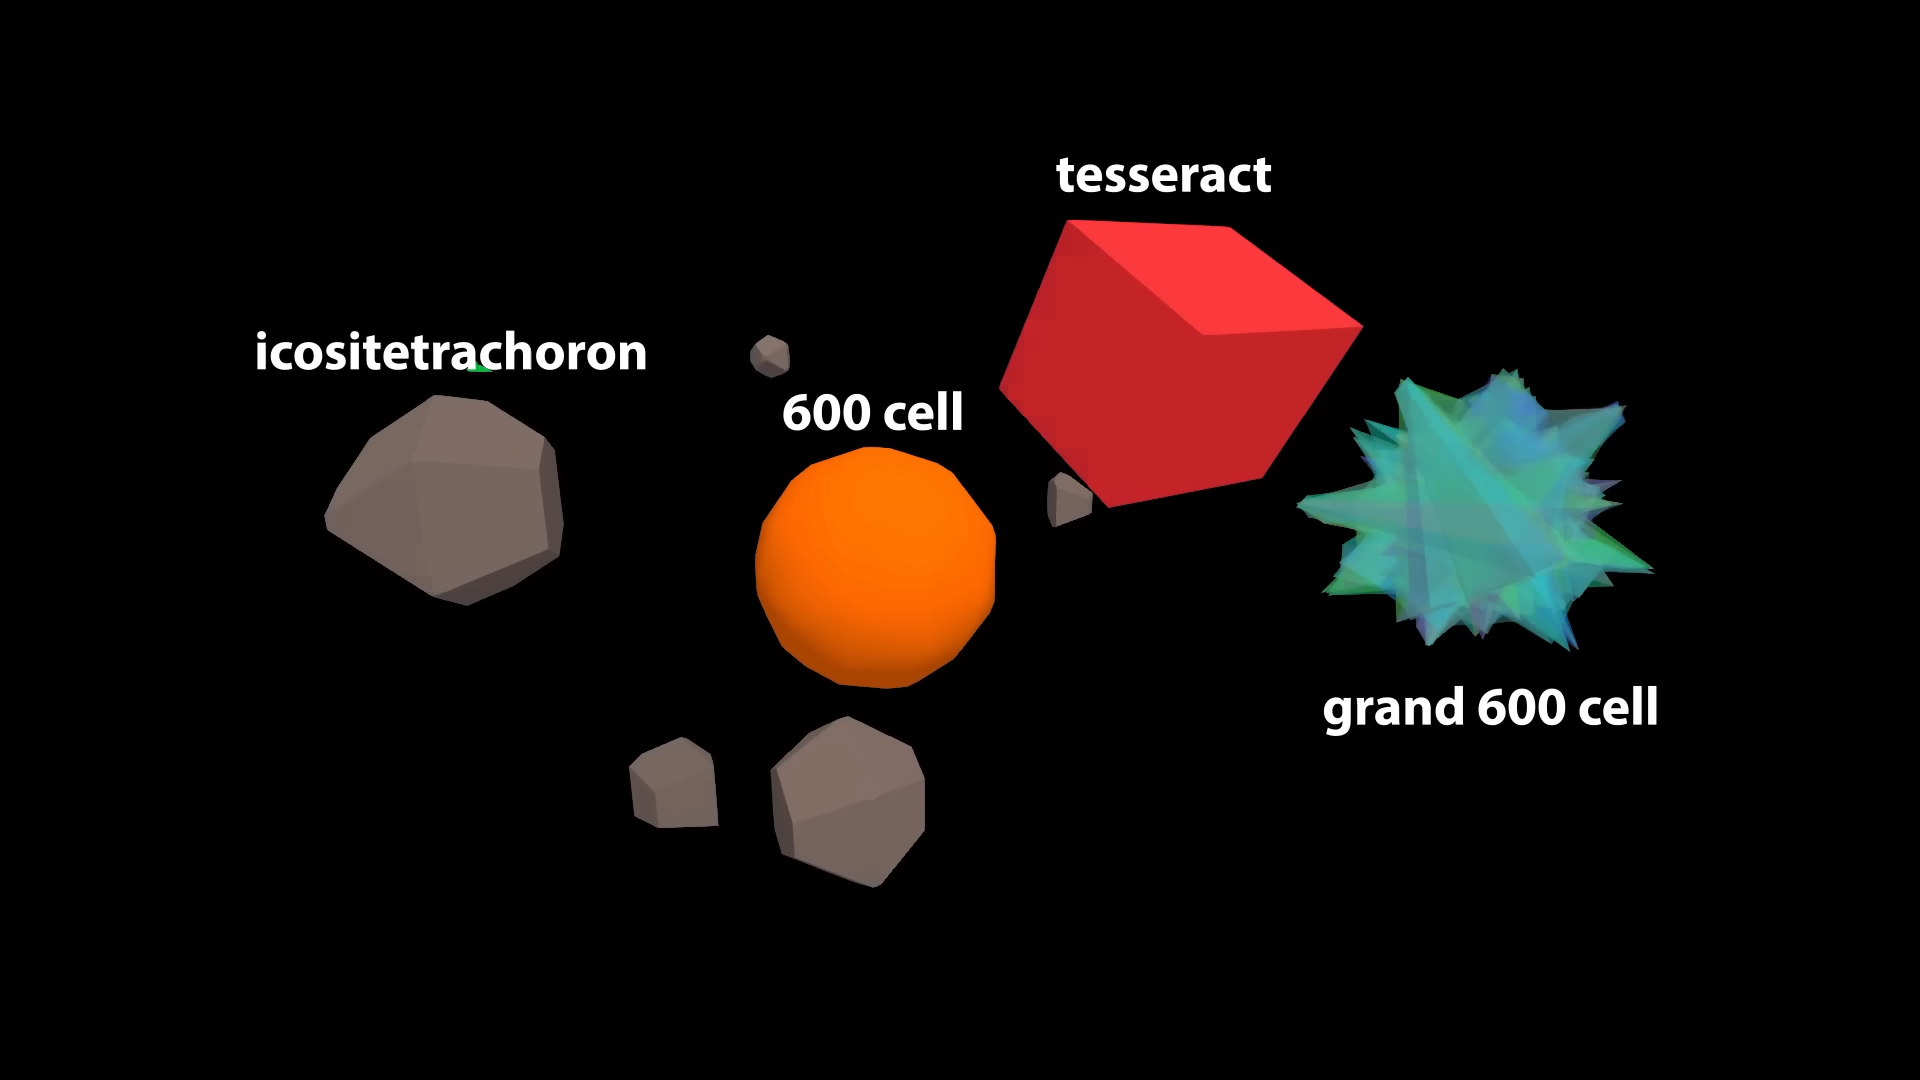 tesseract
icositetrachoron
600 cell
grand 600 cell